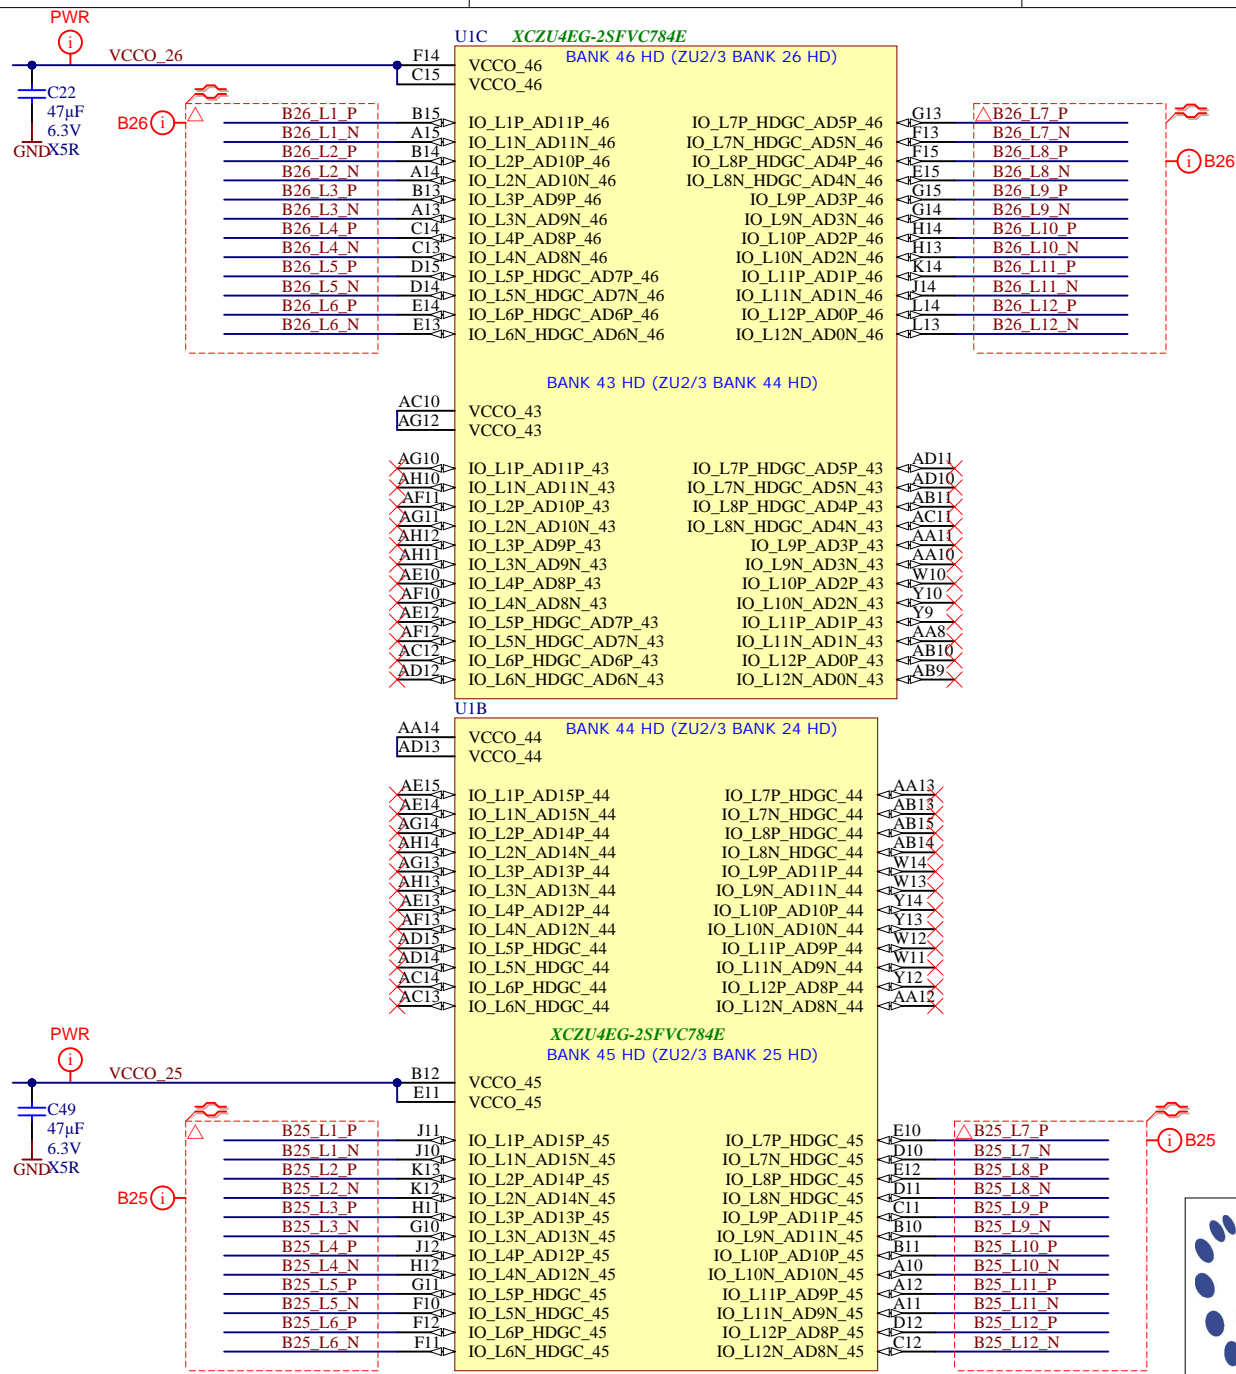 PWR
i
VCCO_26
C22
47µF
6.3V
X5R
GND
U1C XCZU4EG-2SFVC784E
BANK 46 HD (ZU2/3 BANK 26 HD)
F14 VCCO_46
C15 VCCO_46
B26 i
i B26
B26_L1_P B15 IO_L1P_AD11P_46 IO_L7P_HDGC_AD5P_46 G13 B26_L7_P
B26_L1_N A15 IO_L1N_AD11N_46 IO_L7N_HDGC_AD5N_46 F13 B26_L7_N
B26_L2_P B14 IO_L2P_AD10P_46 IO_L8P_HDGC_AD4P_46 F15 B26_L8_P
B26_L2_N A14 IO_L2N_AD10N_46 IO_L8N_HDGC_AD4N_46 E15 B26_L8_N
B26_L3_P B13 IO_L3P_AD9P_46 IO_L9P_AD3P_46 G15 B26_L9_P
B26_L3_N A13 IO_L3N_AD9N_46 IO_L9N_AD3N_46 G14 B26_L9_N
B26_L4_P C14 IO_L4P_AD8P_46 IO_L10P_AD2P_46 H14 B26_L10_P
B26_L4_N C13 IO_L4N_AD8N_46 IO_L10N_AD2N_46 H13 B26_L10_N
B26_L5_P D15 IO_L5P_HDGC_AD7P_46 IO_L11P_AD1P_46 K14 B26_L11_P
B26_L5_N D14 IO_L5N_HDGC_AD7N_46 IO_L11N_AD1N_46 J14 B26_L11_N
B26_L6_P E14 IO_L6P_HDGC_AD6P_46 IO_L12P_AD0P_46 L14 B26_L12_P
B26_L6_N E13 IO_L6N_HDGC_AD6N_46 IO_L12N_AD0N_46 L13 B26_L12_N
BANK 43 HD (ZU2/3 BANK 44 HD)
AC10 VCCO_43
AG12 VCCO_43
AG10 IO_L1P_AD11P_43 IO_L7P_HDGC_AD5P_43 AD11
AH10 IO_L1N_AD11N_43 IO_L7N_HDGC_AD5N_43 AD10
AF11 IO_L2P_AD10P_43 IO_L8P_HDGC_AD4P_43 AB11
AG11 IO_L2N_AD10N_43 IO_L8N_HDGC_AD4N_43 AC11
AH12 IO_L3P_AD9P_43 IO_L9P_AD3P_43 AA11
AH11 IO_L3N_AD9N_43 IO_L9N_AD3N_43 AA10
AE10 IO_L4P_AD8P_43 IO_L10P_AD2P_43 W10
AF10 IO_L4N_AD8N_43 IO_L10N_AD2N_43 Y10
AE12 IO_L5P_HDGC_AD7P_43 IO_L11P_AD1P_43 Y9
AF12 IO_L5N_HDGC_AD7N_43 IO_L11N_AD1N_43 AA8
AC12 IO_L6P_HDGC_AD6P_43 IO_L12P_AD0P_43 AB10
AD12 IO_L6N_HDGC_AD6N_43 IO_L12N_AD0N_43 AB9
U1B
BANK 44 HD (ZU2/3 BANK 24 HD)
AA14 VCCO_44
AD13 VCCO_44
AE15 IO_L1P_AD15P_44 IO_L7P_HDGC_44 AA13
AE14 IO_L1N_AD15N_44 IO_L7N_HDGC_44 AB13
AG14 IO_L2P_AD14P_44 IO_L8P_HDGC_44 AB15
AH14 IO_L2N_AD14N_44 IO_L8N_HDGC_44 AB14
AG13 IO_L3P_AD13P_44 IO_L9P_AD11P_44 W14
AH13 IO_L3N_AD13N_44 IO_L9N_AD11N_44 W13
AE13 IO_L4P_AD12P_44 IO_L10P_AD10P_44 Y14
AF13 IO_L4N_AD12N_44 IO_L10N_AD10N_44 Y13
AD15 IO_L5P_HDGC_44 IO_L11P_AD9P_44 W12
AD14 IO_L5N_HDGC_44 IO_L11N_AD9N_44 W11
AC14 IO_L6P_HDGC_44 IO_L12P_AD8P_44 Y12
AC13 IO_L6N_HDGC_44 IO_L12N_AD8N_44 AA12
XCZU4EG-2SFVC784E
BANK 45 HD (ZU2/3 BANK 25 HD)
PWR
i
VCCO_25
C49
47µF
6.3V
X5R
GND
B12 VCCO_45
E11 VCCO_45
B25 i
i B25
B25_L1_P J11 IO_L1P_AD15P_45 IO_L7P_HDGC_45 E10 B25_L7_P
B25_L1_N J10 IO_L1N_AD15N_45 IO_L7N_HDGC_45 D10 B25_L7_N
B25_L2_P K13 IO_L2P_AD14P_45 IO_L8P_HDGC_45 E12 B25_L8_P
B25_L2_N K12 IO_L2N_AD14N_45 IO_L8N_HDGC_45 D11 B25_L8_N
B25_L3_P H11 IO_L3P_AD13P_45 IO_L9P_AD11P_45 C11 B25_L9_P
B25_L3_N G10 IO_L3N_AD13N_45 IO_L9N_AD11N_45 B10 B25_L9_N
B25_L4_P J12 IO_L4P_AD12P_45 IO_L10P_AD10P_45 B11 B25_L10_P
B25_L4_N H12 IO_L4N_AD12N_45 IO_L10N_AD10N_45 A10 B25_L10_N
B25_L5_P G11 IO_L5P_HDGC_45 IO_L11P_AD9P_45 A12 B25_L11_P
B25_L5_N F10 IO_L5N_HDGC_45 IO_L11N_AD9N_45 A11 B25_L11_N
B25_L6_P F12 IO_L6P_HDGC_45 IO_L12P_AD8P_45 D12 B25_L12_P
B25_L6_N F11 IO_L6N_HDGC_45 IO_L12N_AD8N_45 C12 B25_L12_N